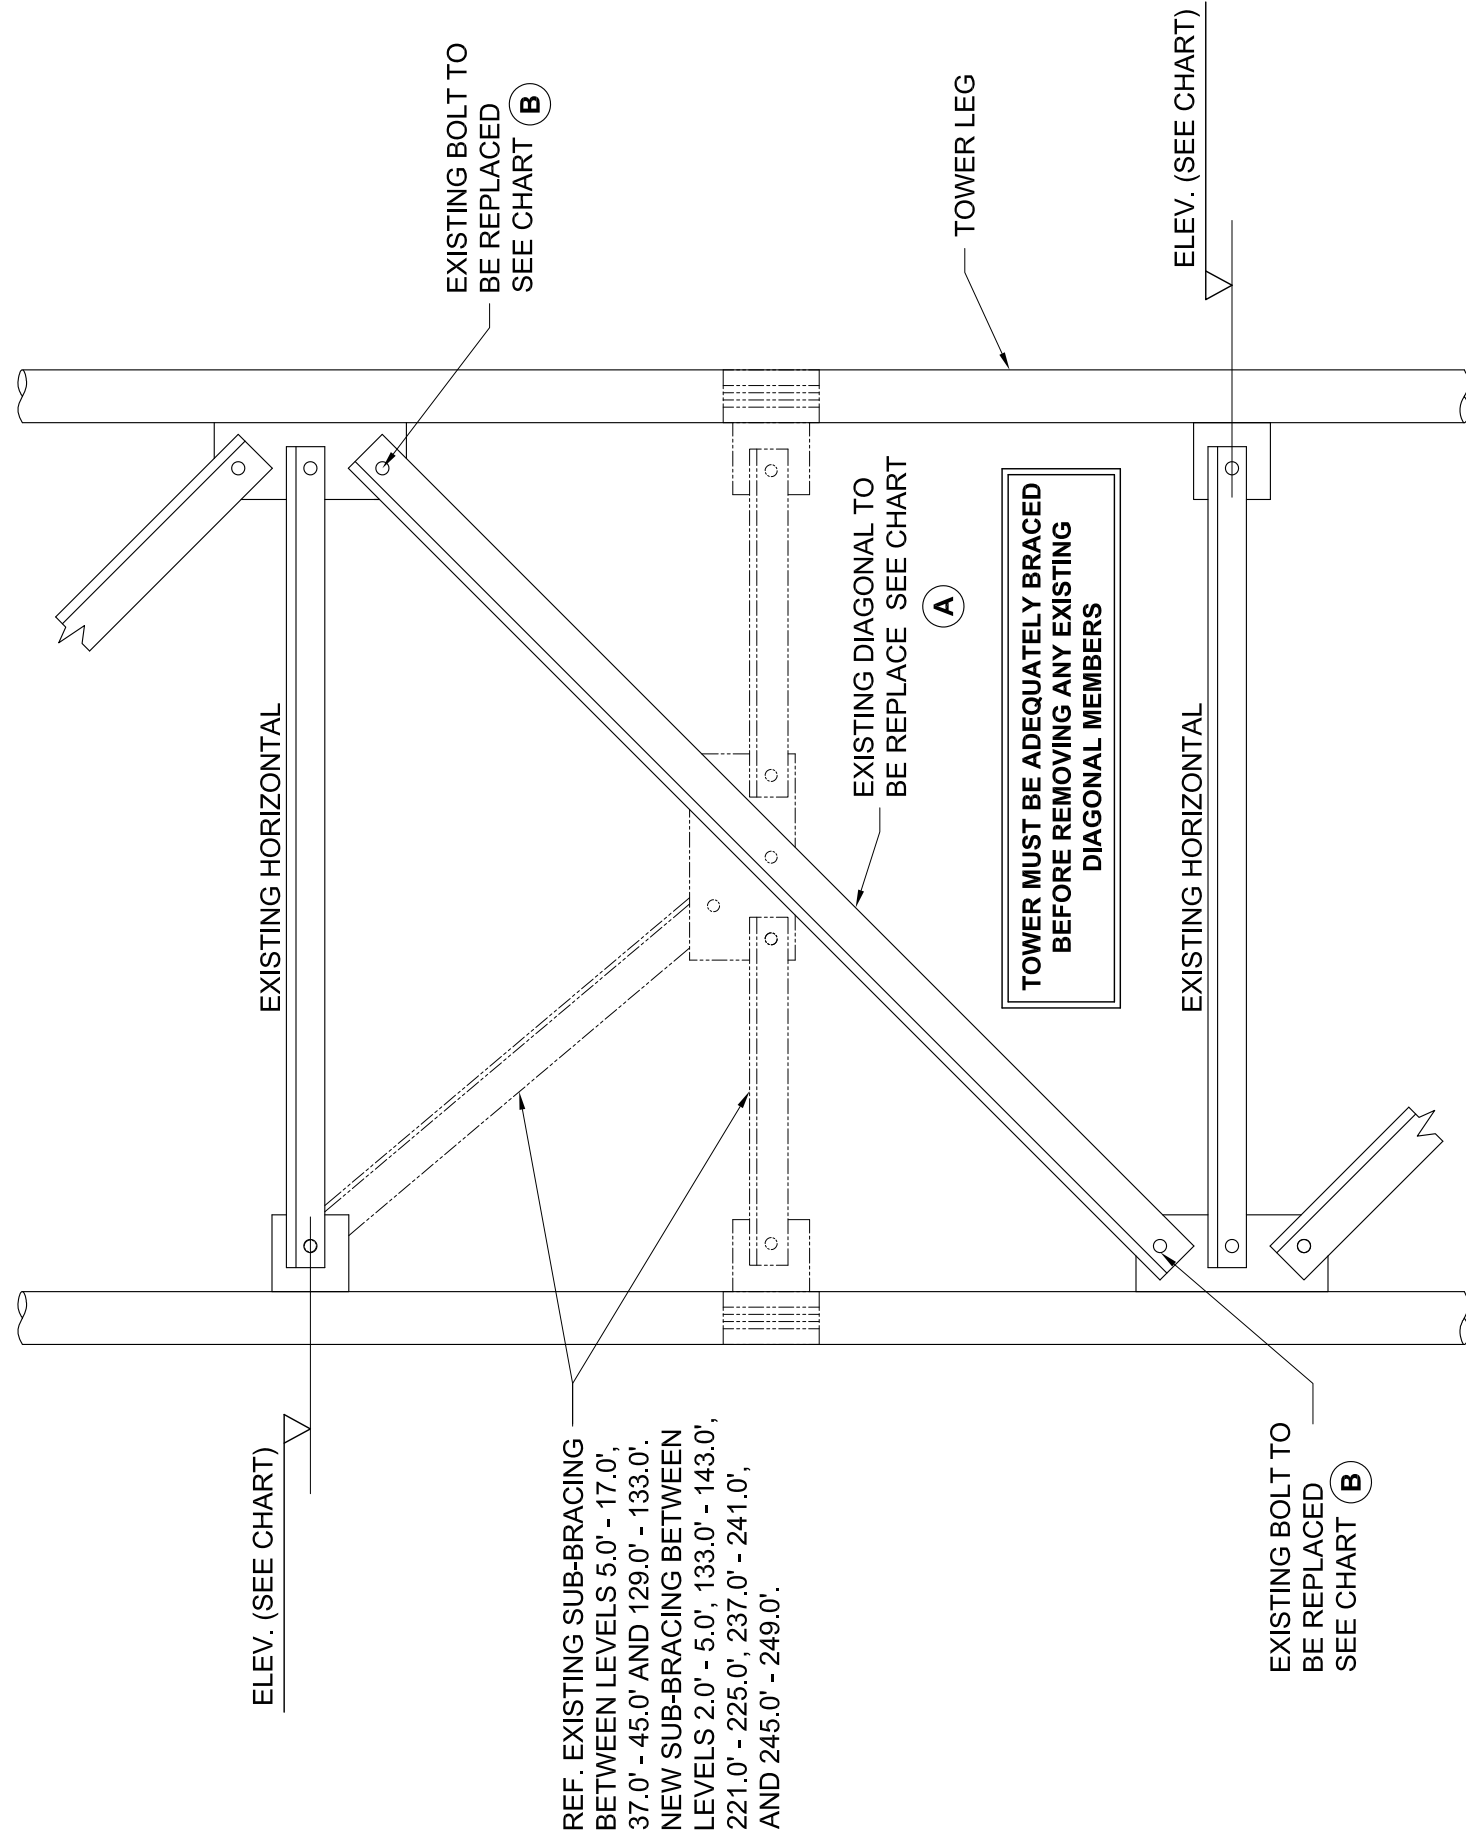 ELEV. (SEE CHART)
EXISTING HORIZONTAL
EXISTING BOLT TO
BE REPLACED
SEE CHART B
REF. EXISTING SUB-BRACING
BETWEEN LEVELS 5.0' - 17.0',
37.0' - 45.0' AND 129.0' - 133.0'.
NEW SUB-BRACING BETWEEN
LEVELS 2.0' - 5.0', 133.0' - 143.0',
221.0' - 225.0', 237.0' - 241.0',
AND 245.0' - 249.0'.
EXISTING DIAGONAL TO
BE REPLACE SEE CHART
A
TOWER LEG
TOWER MUST BE ADEQUATELY BRACED
BEFORE REMOVING ANY EXISTING
DIAGONAL MEMBERS
EXISTING HORIZONTAL
ELEV. (SEE CHART)
EXISTING BOLT TO
BE REPLACED
SEE CHART B